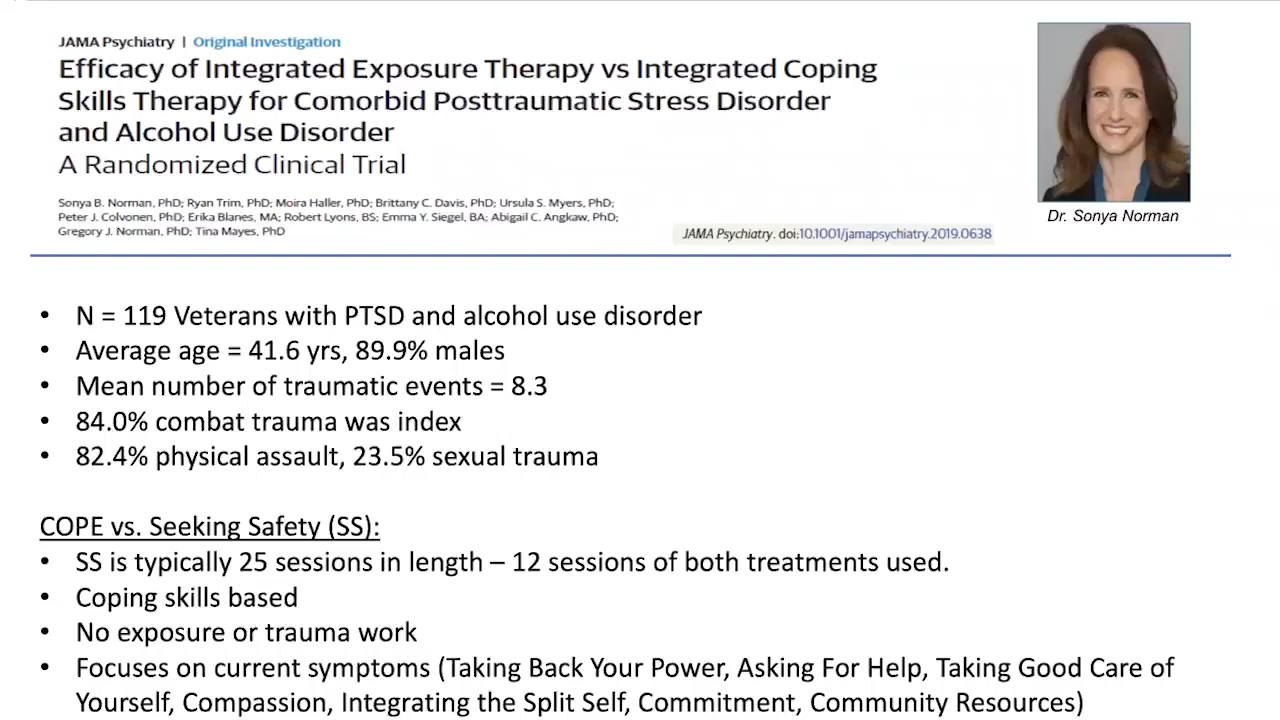 JAMA Psychiatry | Original Investigation
Efficacy of Integrated Exposure Therapy vs Integrated Coping
Skills Therapy for Comorbid Posttraumatic Stress Disorder
and Alcohol Use Disorder
A Randomized Clinical Trial
Sonya B. Norman, PhD; Ryan Trim, PhD; Moira Haller, PhD; Brittany C. Davis, PhD; Ursula S. Myers, PhD;
Peter J. Colvonen, PhD; Erika Blanes, MA; Robert Lyons, BS; Emma Y. Siegel, BA; Abigail C. Angkaw, PhD;
Gregory J. Norman, PhD; Tina Mayes, PhD
JAMA Psychiatry. doi:10.1001/jamapsychiatry.2019.0638
Dr. Sonya Norman
• N = 119 Veterans with PTSD and alcohol use disorder
• Average age = 41.6 yrs, 89.9% males
• Mean number of traumatic events = 8.3
• 84.0% combat trauma was index
• 82.4% physical assault, 23.5% sexual trauma
COPE vs. Seeking Safety (SS):
• SS is typically 25 sessions in length – 12 sessions of both treatments used.
• Coping skills based
• No exposure or trauma work
• Focuses on current symptoms (Taking Back Your Power, Asking For Help, Taking Good Care of
Yourself, Compassion, Integrating the Split Self, Commitment, Community Resources)